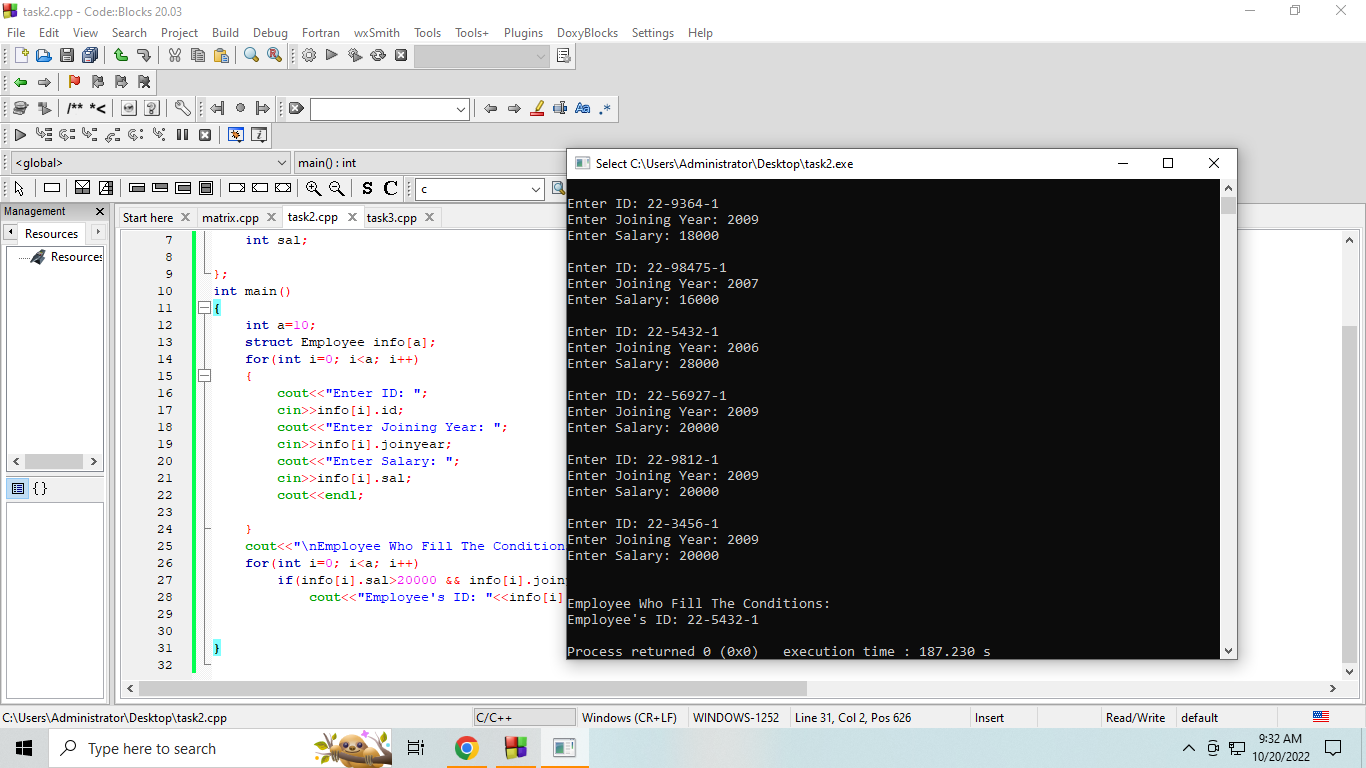 task2.cpp - Code::Blocks 20.03
File Edit View Search Project Build Debug Fortran wxSmith Tools Tools+ Plugins DoxyBlocks Settings Help
/** *<
Aa .*
<global>
main() : int
S C
c
Management
Resources
Resources
{}
Start here
matrix.cpp
task2.cpp
task3.cpp
7 int sal;
8
9 };
10 int main()
11 {
12 int a=10;
13 struct Employee info[a];
14 for(int i=0; i<a; i++)
15 {
16 cout<<"Enter ID: ";
17 cin>>info[i].id;
18 cout<<"Enter Joining Year: ";
19 cin>>info[i].joinyear;
20 cout<<"Enter Salary: ";
21 cin>>info[i].sal;
22 cout<<endl;
23
24 }
25 cout<<"\nEmployee Who Fill The Condition
26 for(int i=0; i<a; i++)
27 if(info[i].sal>20000 && info[i].join
28 cout<<"Employee's ID: "<<info[i]
29
30
31 }
32
Select C:\Users\Administrator\Desktop\task2.exe
Enter ID: 22-9364-1
Enter Joining Year: 2009
Enter Salary: 18000
Enter ID: 22-98475-1
Enter Joining Year: 2007
Enter Salary: 16000
Enter ID: 22-5432-1
Enter Joining Year: 2006
Enter Salary: 28000
Enter ID: 22-56927-1
Enter Joining Year: 2009
Enter Salary: 20000
Enter ID: 22-9812-1
Enter Joining Year: 2009
Enter Salary: 20000
Enter ID: 22-3456-1
Enter Joining Year: 2009
Enter Salary: 20000
Employee Who Fill The Conditions:
Employee's ID: 22-5432-1
Process returned 0 (0x0) execution time : 187.230 s
C:\Users\Administrator\Desktop\task2.cpp
C/C++
Windows (CR+LF)
WINDOWS-1252
Line 31, Col 2, Pos 626
Insert
Read/Write
default
Type here to search
9:32 AM
10/20/2022